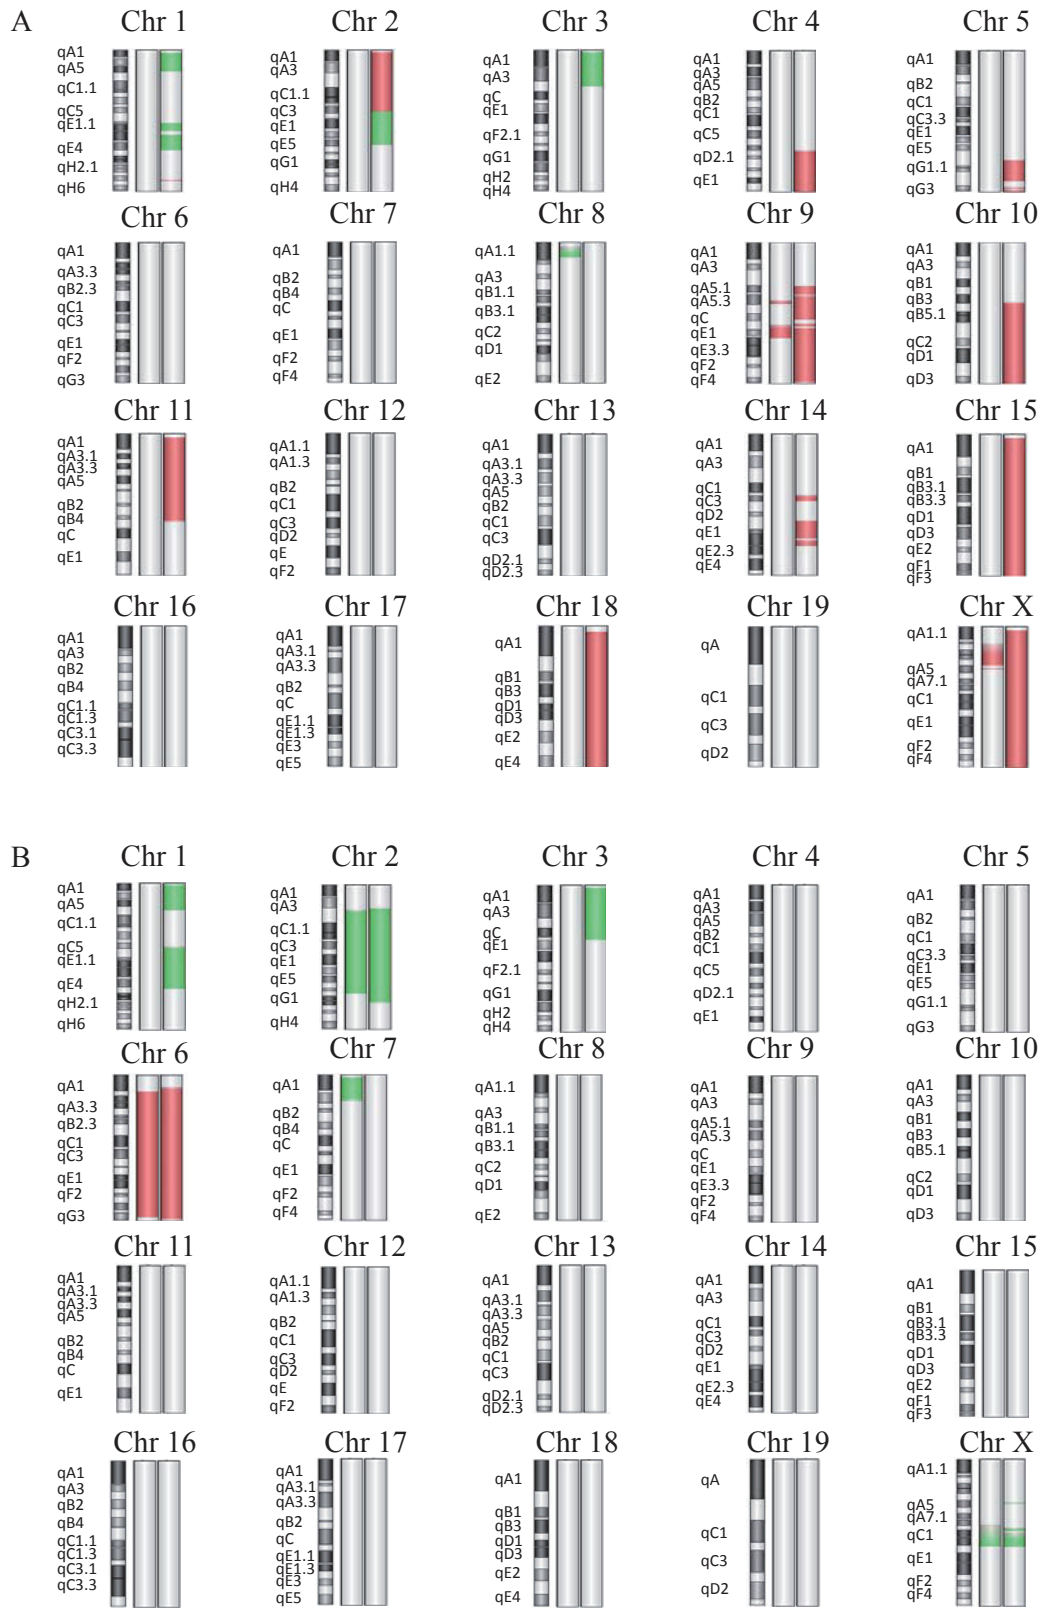 A
Chr 1
Chr 2
Chr 3
Chr 4
Chr 5
qA1
qA5
qC1.1
qC5
qE1.1
qE4
qH2.1
qH6
qA1
qA3
qC1.1
qC3
qE1
qE5
qG1
qH4
qA1
qA3
qC
qE1
qF2.1
qG1
qH2
qH4
qA1
qA3
qA5
qB2
qC1
qC5
qD2.1
qE1
qA1
qB2
qC1
qC3.3
qE1
qE5
qG1.1
qG3
Chr 6
Chr 7
Chr 8
Chr 9
Chr 10
qA1
qA3.3
qB2.3
qC1
qC3
qE1
qF2
qG3
qA1
qB2
qB4
qC
qE1
qF2
qF4
qA1.1
qA3
qB1.1
qB3.1
qC2
qD1
qE2
qA1
qA3
qA5.1
qA5.3
qC
qE1
qE3.3
qF2
qF4
qA1
qA3
qB1
qB3
qB5.1
qC2
qD1
qD3
Chr 11
Chr 12
Chr 13
Chr 14
Chr 15
qA1
qA3.1
qA3.3
qA5
qB2
qB4
qC
qE1
qA1.1
qA1.3
qB2
qC1
qC3
qD2
qE
qF2
qA1
qA3.1
qA3.3
qA5
qB2
qC1
qC3
qD2.1
qD2.3
qA1
qA3
qC1
qC3
qD2
qE1
qE2.3
qE4
qA1
qB1
qB3.1
qB3.3
qD1
qD3
qE2
qF1
qF3
Chr 16
Chr 17
Chr 18
Chr 19
Chr X
qA1
qA3
qB2
qB4
qC1.1
qC1.3
qC3.1
qC3.3
qA1
qA3.1
qA3.3
qB2
qC
qE1.1
qE1.3
qE3
qE5
qA1
qB1
qB3
qD1
qD3
qE2
qE4
qA
qC1
qC3
qD2
qA1.1
qA5
qA7.1
qC1
qE1
qF2
qF4
B
Chr 1
Chr 2
Chr 3
Chr 4
Chr 5
qA1
qA5
qC1.1
qC5
qE1.1
qE4
qH2.1
qH6
qA1
qA3
qC1.1
qC3
qE1
qE5
qG1
qH4
qA1
qA3
qC
qE1
qF2.1
qG1
qH2
qH4
qA1
qA3
qA5
qB2
qC1
qC5
qD2.1
qE1
qA1
qB2
qC1
qC3.3
qE1
qE5
qG1.1
qG3
Chr 6
Chr 7
Chr 8
Chr 9
Chr 10
qA1
qA3.3
qB2.3
qC1
qC3
qE1
qF2
qG3
qA1
qB2
qB4
qC
qE1
qF2
qF4
qA1.1
qA3
qB1.1
qB3.1
qC2
qD1
qE2
qA1
qA3
qA5.1
qA5.3
qC
qE1
qE3.3
qF2
qF4
qA1
qA3
qB1
qB3
qB5.1
qC2
qD1
qD3
Chr 11
Chr 12
Chr 13
Chr 14
Chr 15
qA1
qA3.1
qA3.3
qA5
qB2
qB4
qC
qE1
qA1.1
qA1.3
qB2
qC1
qC3
qD2
qE
qF2
qA1
qA3.1
qA3.3
qA5
qB2
qC1
qC3
qD2.1
qD2.3
qA1
qA3
qC1
qC3
qD2
qE1
qE2.3
qE4
qA1
qB1
qB3.1
qB3.3
qD1
qD3
qE2
qF1
qF3
Chr 16
Chr 17
Chr 18
Chr 19
Chr X
qA1
qA3
qB2
qB4
qC1.1
qC1.3
qC3.1
qC3.3
qA1
qA3.1
qA3.3
qB2
qC
qE1.1
qE1.3
qE3
qE5
qA1
qB1
qB3
qD1
qD3
qE2
qE4
qA
qC1
qC3
qD2
qA1.1
qA5
qA7.1
qC1
qE1
qF2
qF4